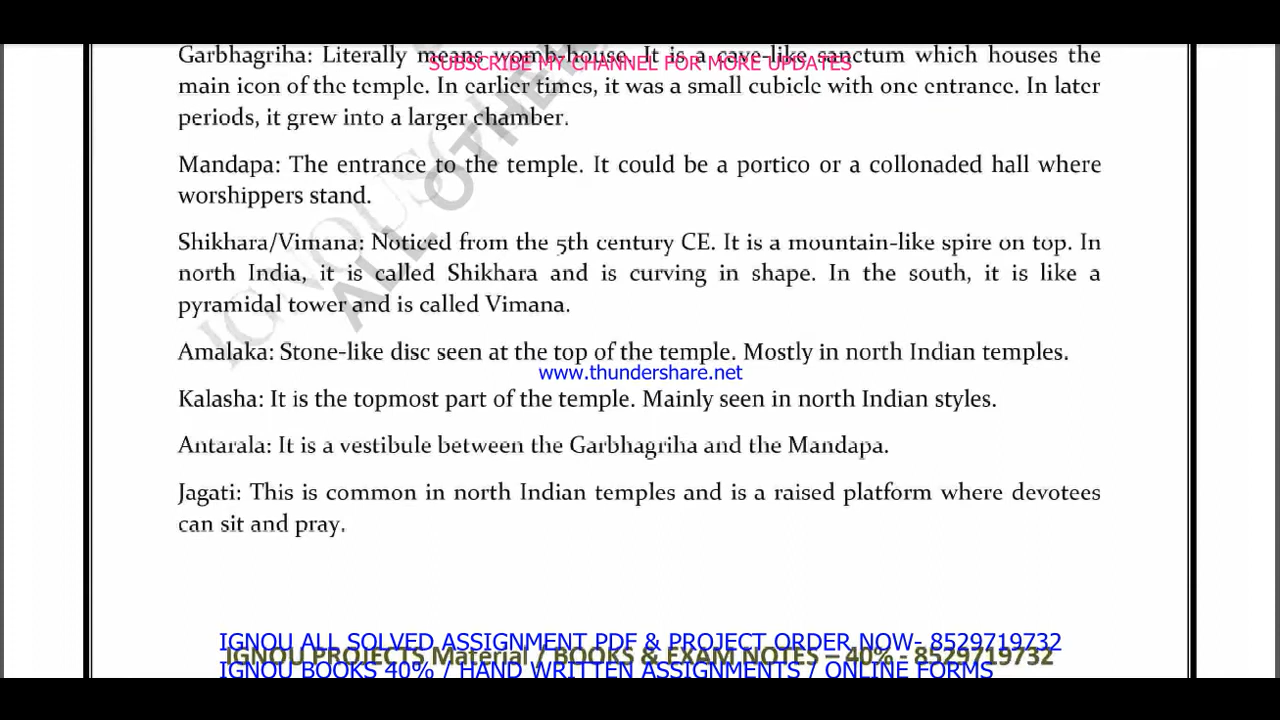 Garbhagriha: Literally means womb-house. It is a cave-like sanctum which houses the
SUBSCRIBE MY CHANNEL FOR MORE UPDATES
main icon of the temple. In earlier times, it was a small cubicle with one entrance. In later
periods, it grew into a larger chamber.
Mandapa: The entrance to the temple. It could be a portico or a collonaded hall where
worshippers stand.
Shikhara/Vimana: Noticed from the 5th century CE. It is a mountain-like spire on top. In
north India, it is called Shikhara and is curving in shape. In the south, it is like a
pyramidal tower and is called Vimana.
Amalaka: Stone-like disc seen at the top of the temple. Mostly in north Indian temples.
www.thundershare.net
Kalasha: It is the topmost part of the temple. Mainly seen in north Indian styles.
Antarala: It is a vestibule between the Garbhagriha and the Mandapa.
Jagati: This is common in north Indian temples and is a raised platform where devotees
can sit and pray.
IGNOU ALL SOLVED ASSIGNMENT PDF & PROJECT ORDER NOW- 8529719732
IGNOU PROJECTS Material / BOOKS & EXAM NOTES – 40% - 8529719732
IGNOU BOOKS 40% / HAND WRITTEN ASSIGNMENTS / ONLINE FORMS
ALL OTHE